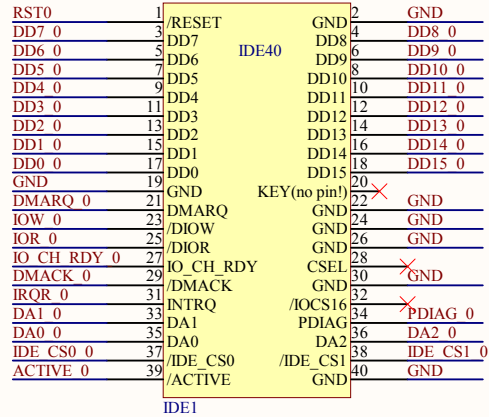 RST0 1 /RESET GND 2 GND
DD7_0 3 DD7 DD8 4 DD8_0
DD6_0 5 DD6 IDE40 DD9 6 DD9_0
DD5_0 7 DD5 DD10 8 DD10_0
DD4_0 9 DD4 DD11 10 DD11_0
DD3_0 11 DD3 DD12 12 DD12_0
DD2_0 13 DD2 DD13 14 DD13_0
DD1_0 15 DD1 DD14 16 DD14_0
DD0_0 17 DD0 DD15 18 DD15_0
GND 19 GND KEY(no pin!) 20
DMARQ_0 21 DMARQ GND 22 GND
IOW_0 23 /DIOW GND 24 GND
IOR_0 25 /DIOR GND 26 GND
IO_CH_RDY_0 27 IO_CH_RDY CSEL 28
DMACK_0 29 /DMACK GND 30 GND
IRQR_0 31 INTRQ /IOCS16 32
DA1_0 33 DA1 PDIAG 34 PDIAG_0
DA0_0 35 DA0 DA2 36 DA2_0
IDE_CS0_0 37 /IDE_CS0 /IDE_CS1 38 IDE_CS1_0
ACTIVE_0 39 /ACTIVE GND 40 GND
IDE1